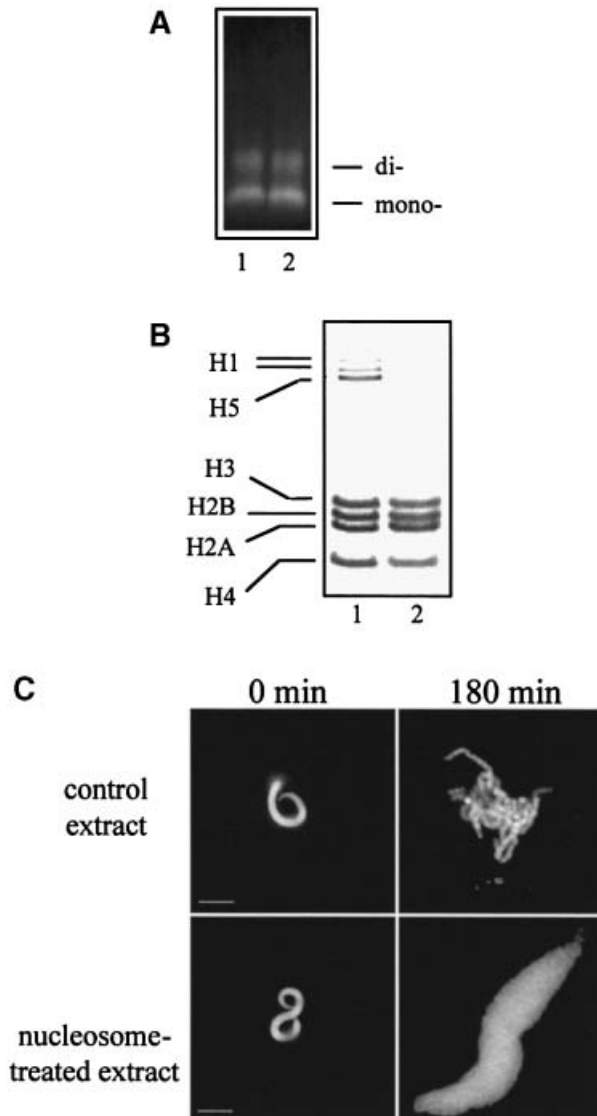 A
di-
mono-
1 2
B
H1
H5
H3
H2B
H2A
H4
1 2
C
0 min 180 min
control
extract
nucleosome-
treated extract